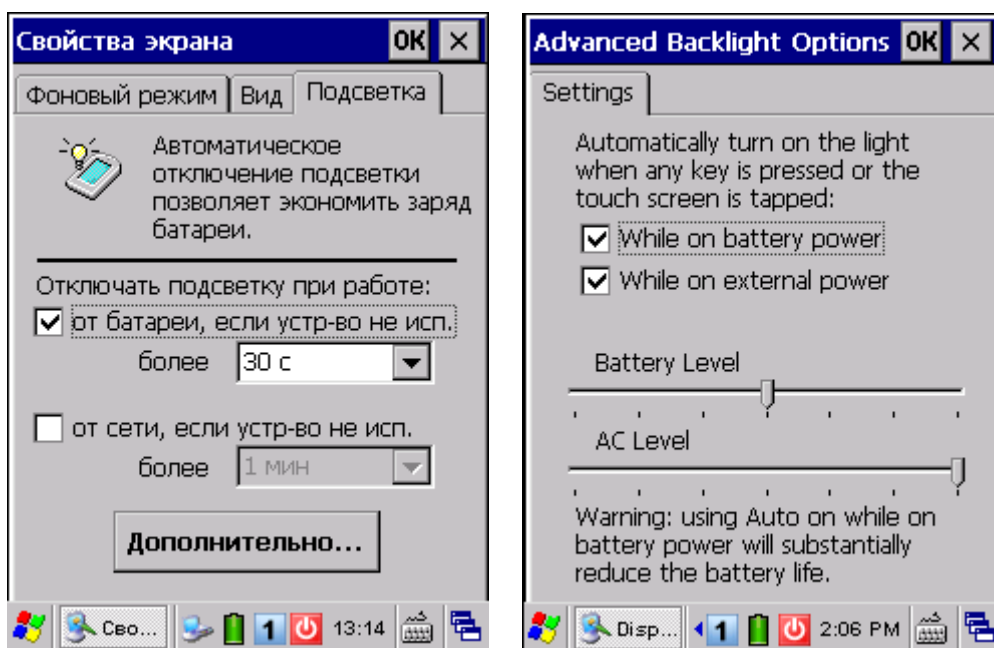 Свойства экрана OK
Фоновый режим Вид Подсветка
Автоматическое
отключение подсветки
позволяет экономить заряд
батареи.
Отключать подсветку при работе:
от батареи, если устр-во не исп.
более 30 с
от сети, если устр-во не исп.
более 1 мин
Дополнительно...
Сво... 1 13:14
Advanced Backlight Options OK
Settings
Automatically turn on the light
when any key is pressed or the
touch screen is tapped:
While on battery power
While on external power
Battery Level
AC Level
Warning: using Auto on while on
battery power will substantially
reduce the battery life.
Disp... 1 2:06 PM